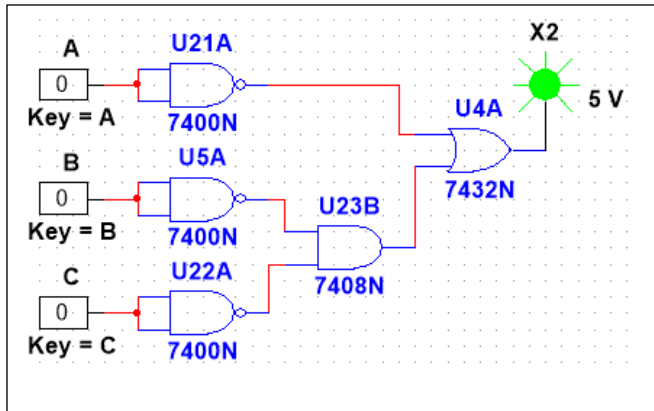 X2
A
U21A
0
5 V
U4A
Key = A
7400N
B
U5A
7432N
0
U23B
Key = B
7400N
C
U22A
7408N
0
Key = C
7400N